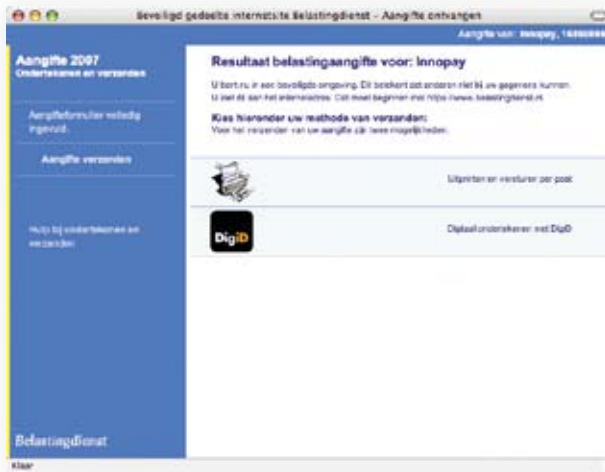 Beveiligd gedeelte internetsite Belastingdienst - Aangifte ontvangen
Aangifte van: Innopay,
Aangifte 2007
Ondertekenen en verzenden
Aangifteformulier volledig
ingevuld.
Aangifte verzenden
Hulp bij ondertekenen en
verzenden
Belastingdienst
Resultaat belastingaangifte voor: Innopay
U bent nu in een beveiligde omgeving. Dit betekent dat anderen niet bij uw gegevens kunnen.
U ziet dit aan het internetadres. Dat moet beginnen met https://www.belastingdienst.nl
Kies hieronder uw methode van verzenden:
Voor het verzenden van uw aangifte zijn twee mogelijkheden.
Uitprinten en versturen per post
DigiD
Digitaal ondertekenen met DigiD
Klaar